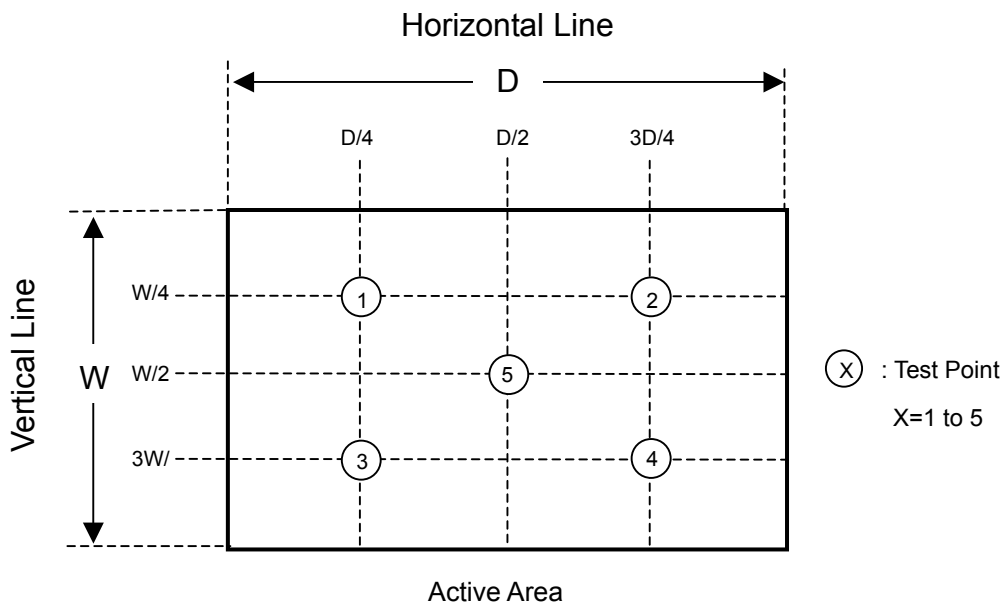 Horizontal Line
D
D/4 D/2 3D/4
Vertical Line
W
W/4
1 2
W/2
5
X : Test Point
X=1 to 5
3W/
3 4
Active Area